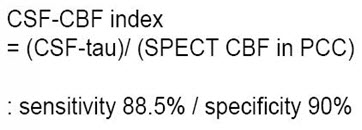 CSF-CBF index
= (CSF-tau)/ (SPECT CBF in PCC)
: sensitivity 88.5% / specificity 90%